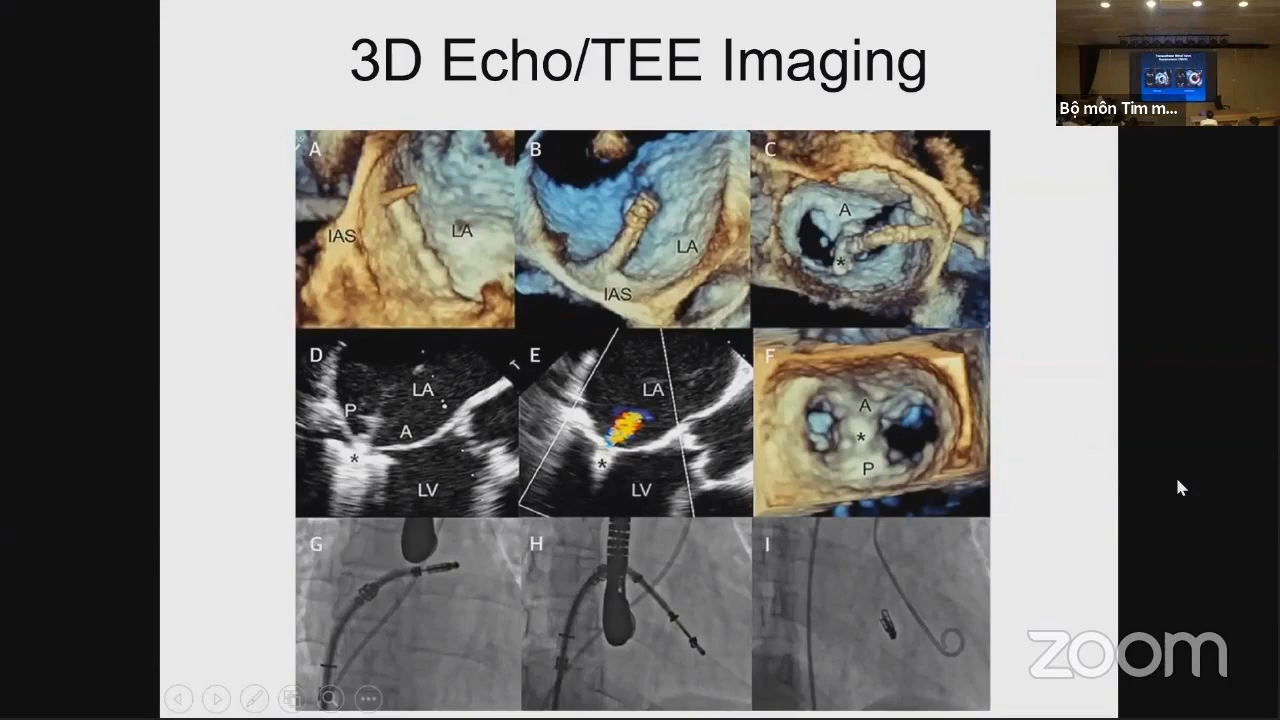 3D Echo/TEE Imaging
Bộ môn Tim m...
A
IAS
LA
B
LA
IAS
C
A
*
D
LA
P
A
*
LV
E
LA
*
LV
F
A
*
P
G
H
I
zoom